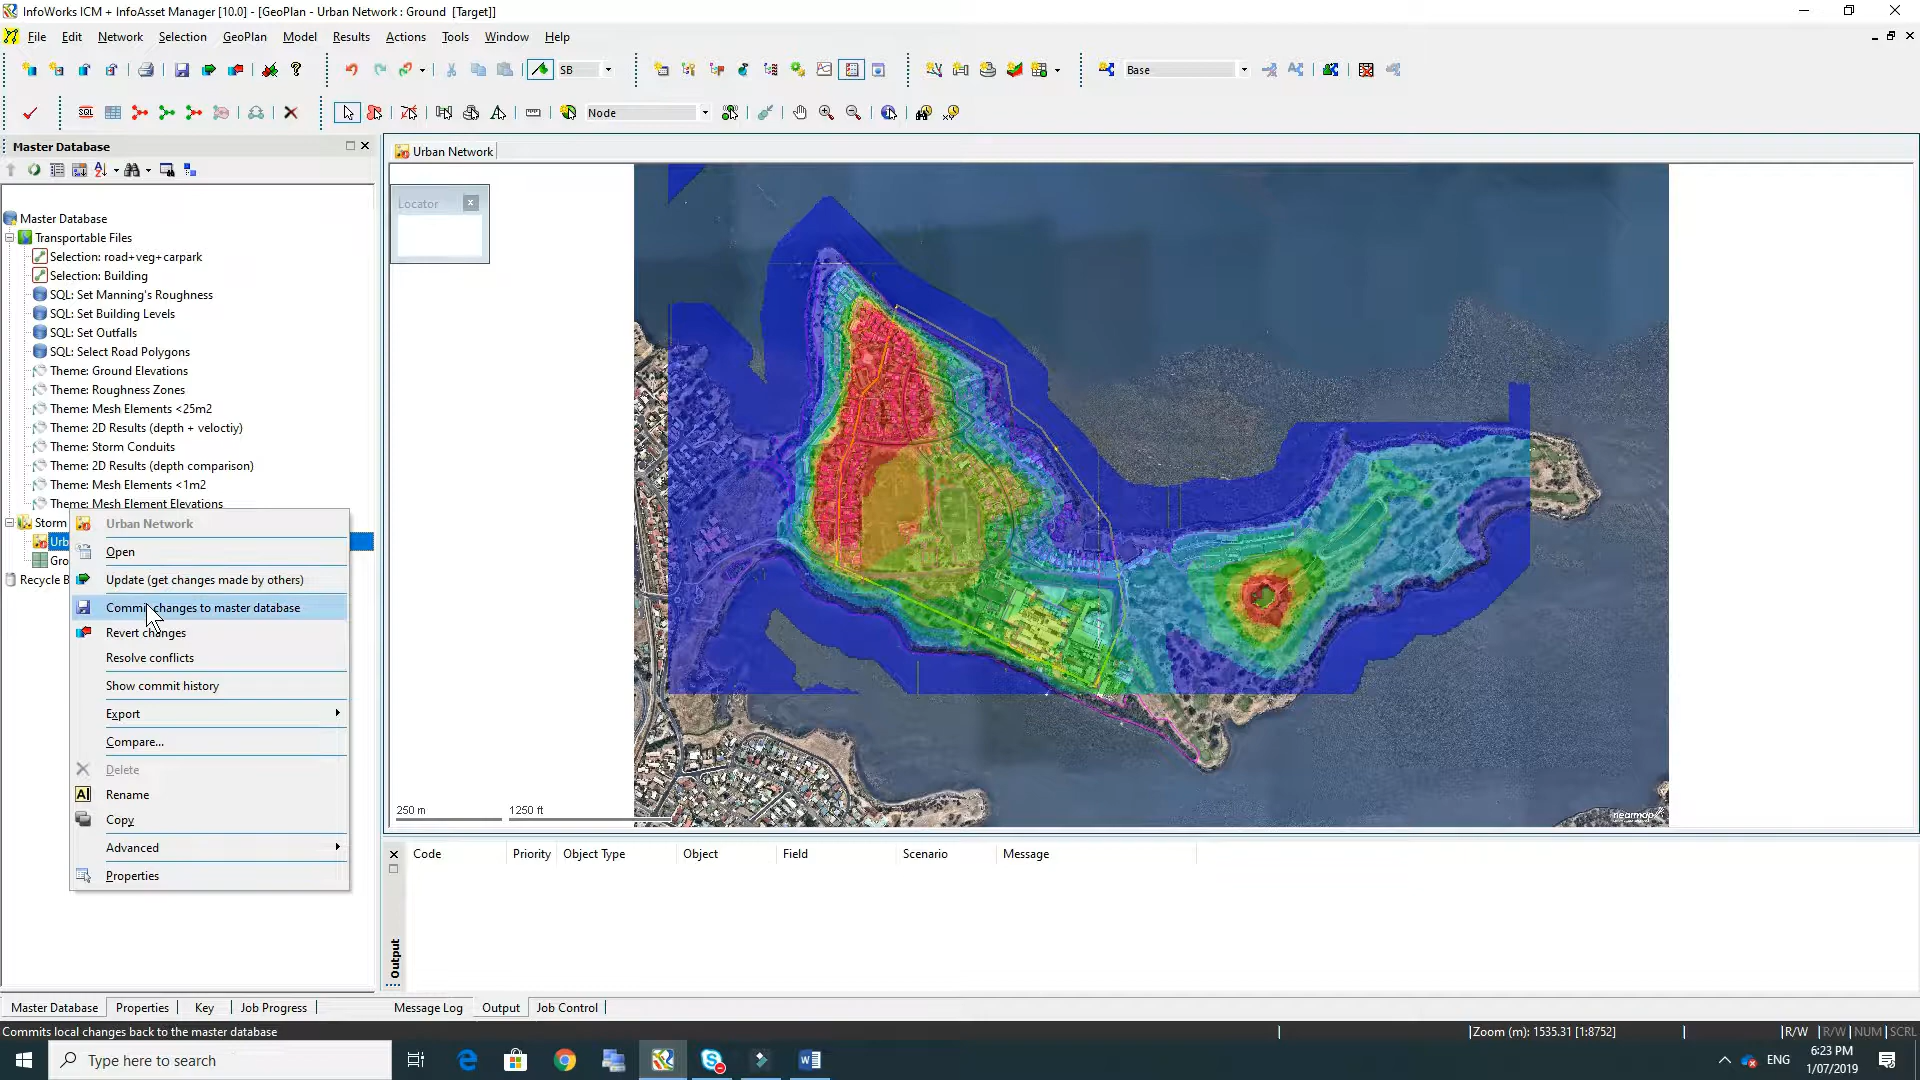 InfoWorks ICM + InfoAsset Manager [10.0] - [GeoPlan - Urban Network : Ground  [Target]]
File Edit Network Selection GeoPlan Model Results Actions Tools Window Help
SB
Base
SQL
Node
Master Database
Urban Network
Locator
Master Database
Transportable Files
Selection: road+veg+carpark
Selection: Building
SQL: Set Manning's Roughness
SQL: Set Building Levels
SQL: Set Outfalls
SQL: Select Road Polygons
Theme: Ground Elevations
Theme: Roughness Zones
Theme: Mesh Elements <25m2
Theme: 2D Results (depth + veloctiy)
Theme: Storm Conduits
Theme: 2D Results (depth comparison)
Theme: Mesh Elements <1m2
Theme: Mesh Element Elevations
Storm
Urb
Gro
Recycle B
Urban Network
Open
Update (get changes made by others)
Commit changes to master database
Revert changes
Resolve conflicts
Show commit history
Export
Compare...
Delete
Rename
Copy
Advanced
Properties
250 m 1250 ft
nearmap
Code Priority Object Type Object Field Scenario Message
Output
Master Database Properties Key Job Progress Message Log Output Job Control
Commits local changes back to the master database
Zoom (m): 1535.31 [1:8752] R/W R/W NUM SCRL
Type here to search
ENG
6:23 PM
1/07/2019